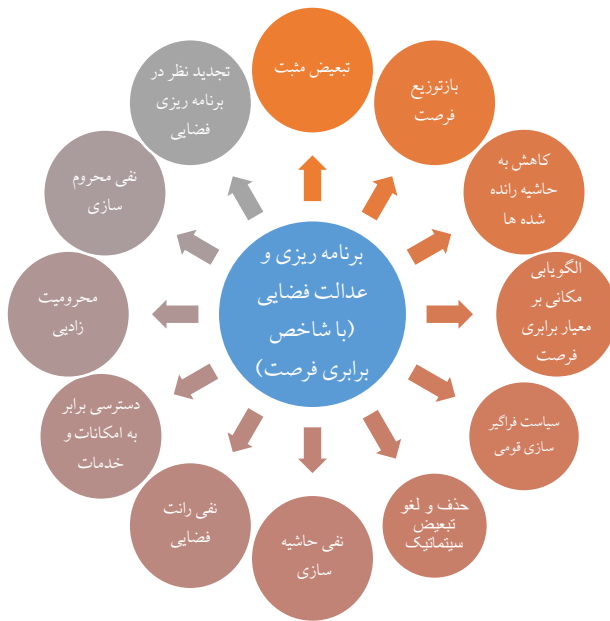 تبعیض مثبت
بازتوزیع
فرصت
کاهش به
حاشیه رانده
شده ها
الگویابی
مکانی بر
معیار برابری
فرصت
سیاست فراگیر
سازی قومی
حذف و لغو
تبعیض
سیتماتیک
نفی حاشیه
سازی
نفی رانت
فضایی
دسترسی برابر
به امکانات و
خدمات
محرومیت
زادیی
نفی محروم
سازی
تجدید نظر در
برنامه ریزی
فضایی
برنامه ریزی و
عدالت فضایی
(با شاخص
برابری فرصت)